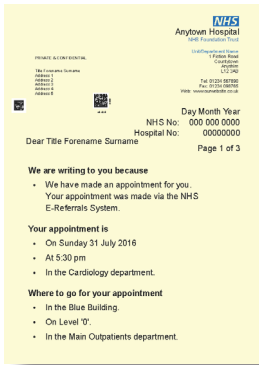 NHS
Anytown Hospital
NHS Foundation Trust
Unit/Department Name
1 Fiction Road
Countytown
Anyshire
L12 3AB
PRIVATE & CONFIDENTIAL
Title Forename Surname
Address 1
Address 2
Address 3
Address 4
Address 5
Tel: 01234 567890
Fax: 01234 098765
Web: www.ourwebsite.co.uk
Day Month Year
NHS No: 000 000 0000
Hospital No: 00000000
Dear Title Forename Surname
Page 1 of 3
We are writing to you because
• We have made an appointment for you.
Your appointment was made via the NHS
E-Referrals System.
Your appointment is
• On Sunday 31 July 2016
• At 5:30 pm
• In the Cardiology department.
Where to go for your appointment
• In the Blue Building.
• On Level '0'.
• In the Main Outpatients department.